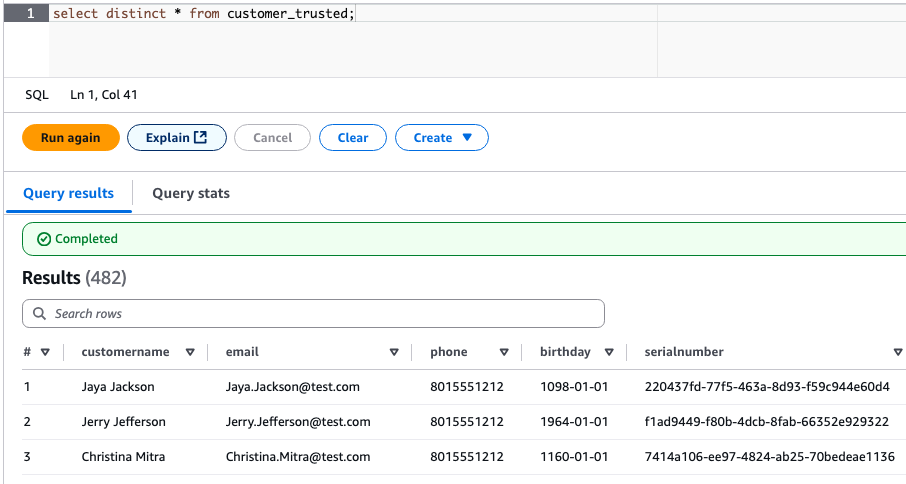 1 select distinct * from customer_trusted;
SQL Ln 1, Col 41
Run again Explain Cancel Clear Create
Query results Query stats
Completed
Results (482)
Search rows
# customername email phone birthday serialnumber
1 Jaya Jackson Jaya.Jackson@test.com 8015551212 1098-01-01 220437fd-77f5-463a-8d93-f59c944e60d4
2 Jerry Jefferson Jerry.Jefferson@test.com 8015551212 1964-01-01 f1ad9449-f80b-4dcb-8fab-66352e929322
3 Christina Mitra Christina.Mitra@test.com 8015551212 1160-01-01 7414a106-ee97-4824-ab25-70bedeae1136